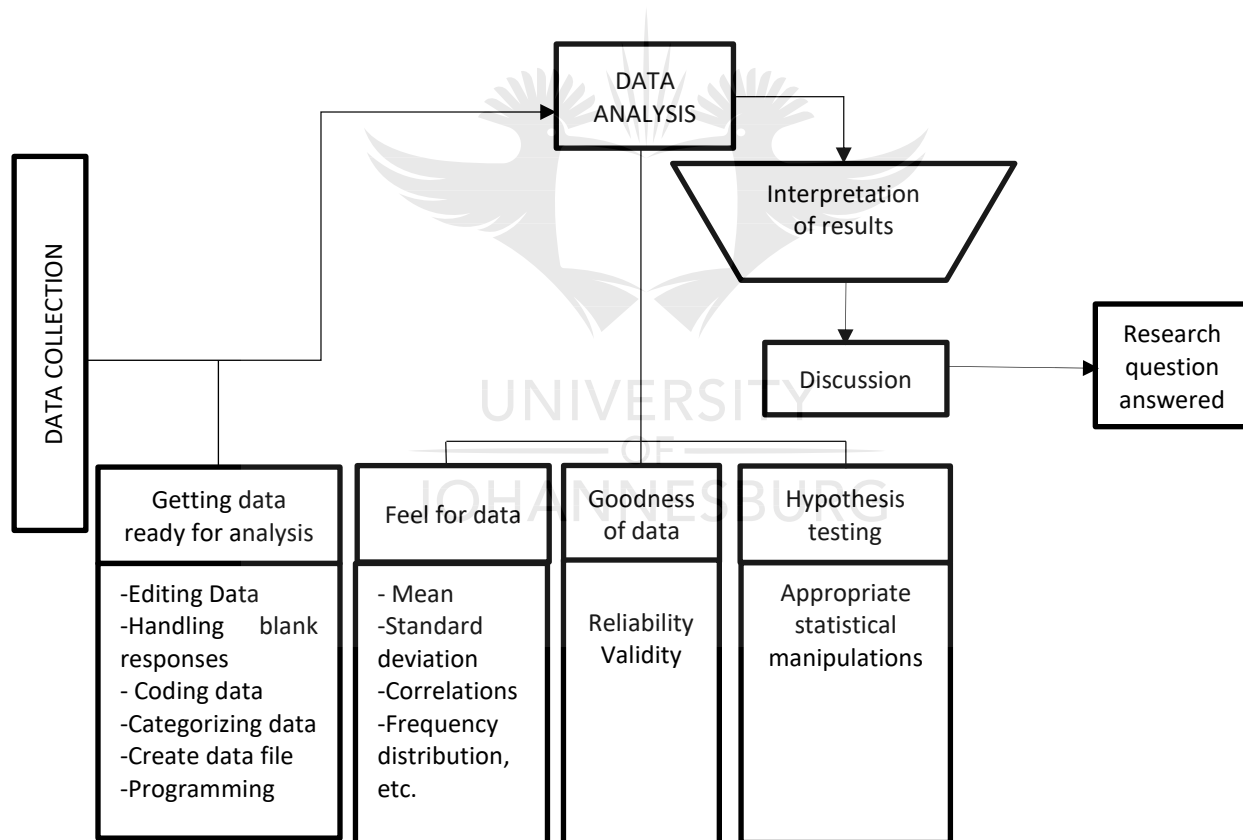 DATA COLLECTION
DATA
ANALYSIS
Interpretation
of results
Discussion
Research
question
answered
UNIVERSITY
OF
JOHANNESBURG
Getting data
ready for analysis
-Editing Data
-Handling blank
responses
- Coding data
-Categorizing data
-Create data file
-Programming
Feel for data
- Mean
-Standard
deviation
-Correlations
-Frequency
distribution,
etc.
Goodness
of data
Reliability
Validity
Hypothesis
testing
Appropriate
statistical
manipulations